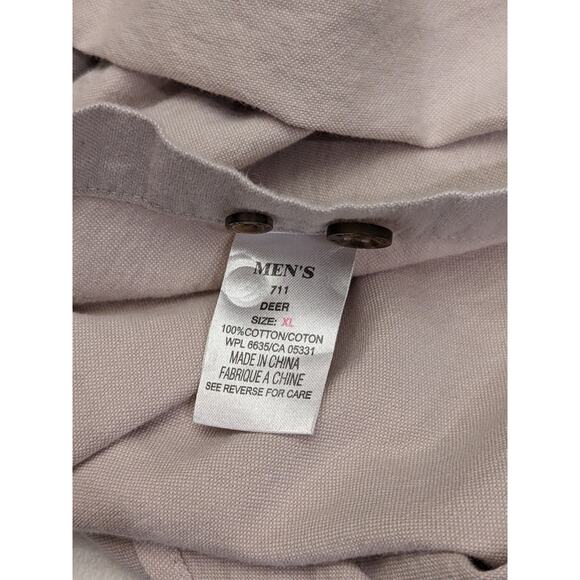 MEN'S
711
DEER
SIZE: XL
100%COTTON/COTON
WPL 6635/CA 05331
MADE IN CHINA
FABRIQUE A CHINE
SEE REVERSE FOR CARE